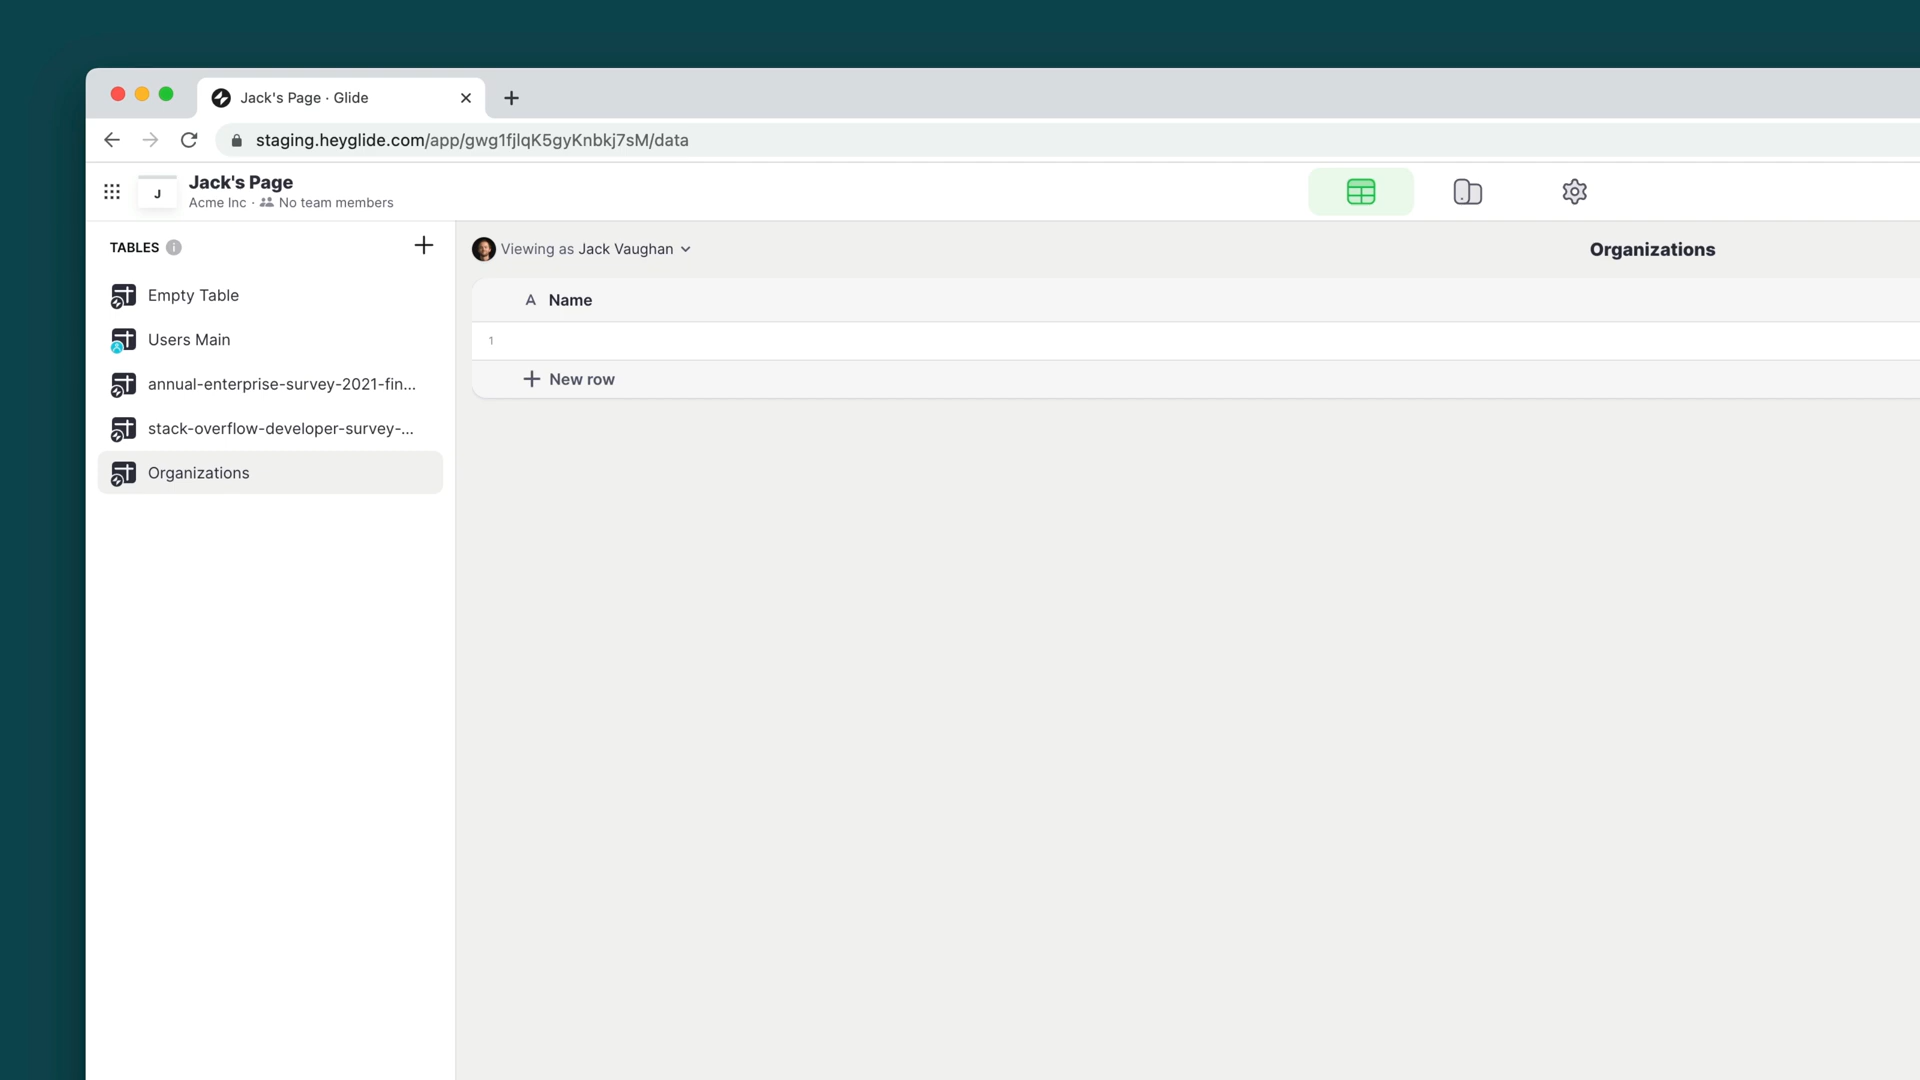 Jack's Page · Glide
staging.heyglide.com/app/gwg1fjlqK5gyKnbkj7sM/data
J
Jack's Page
Acme Inc · No team members
TABLES
Viewing as Jack Vaughan
Organizations
Empty Table
Users Main
annual-enterprise-survey-2021-fin...
stack-overflow-developer-survey-...
Organizations
A Name
1
New row